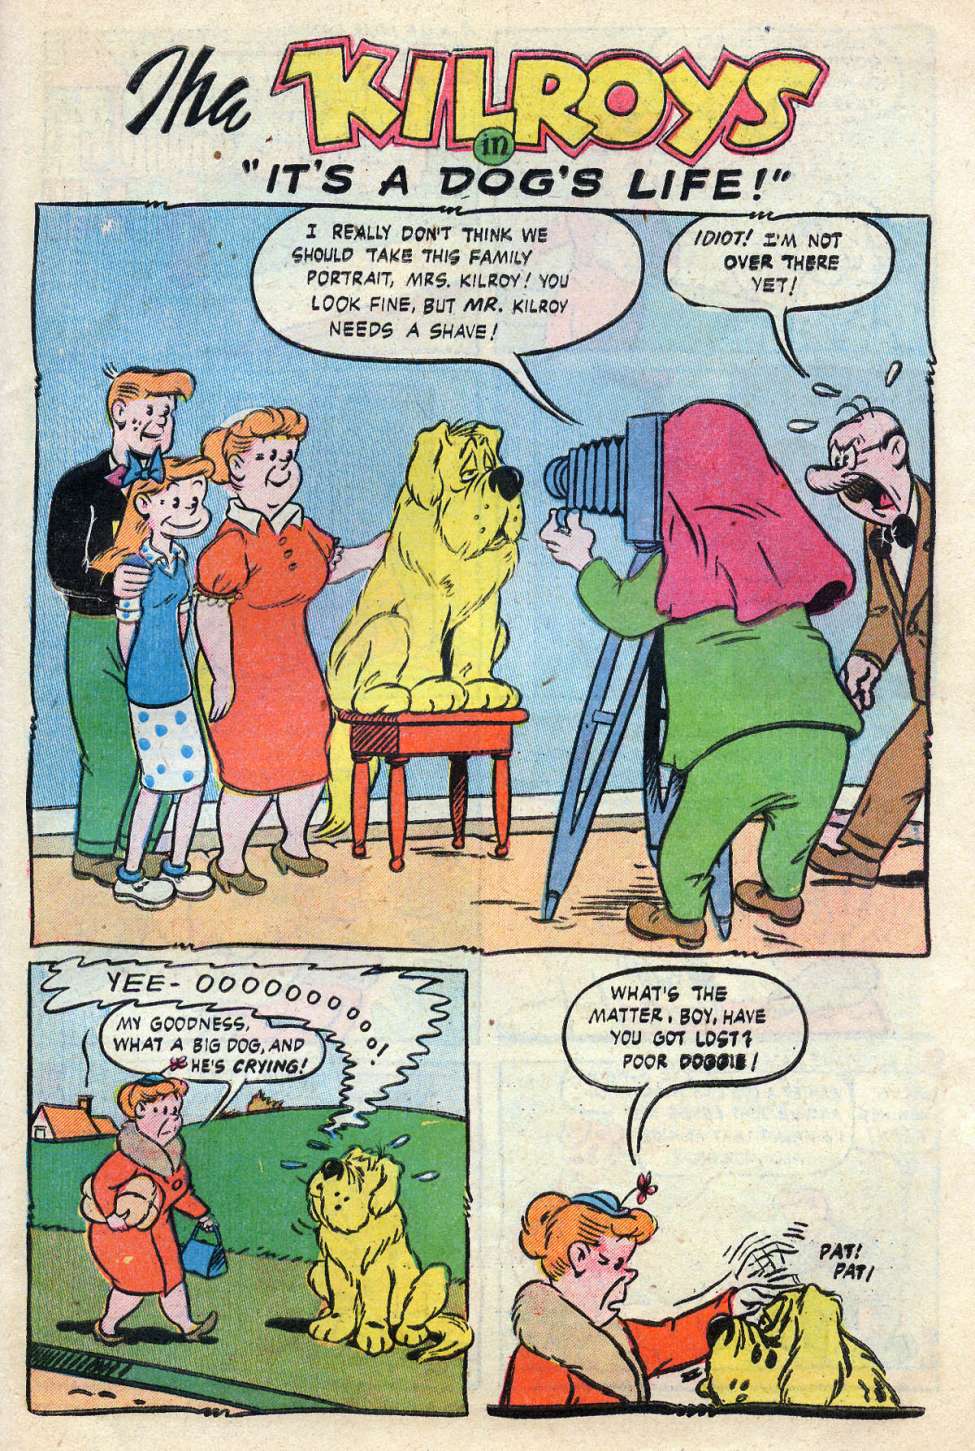 The KILROYS
in
"IT'S A DOG'S LIFE!"
I REALLY DON'T THINK WE
SHOULD TAKE THIS FAMILY
PORTRAIT, MRS. KILROY! YOU
LOOK FINE, BUT MR. KILROY
NEEDS A SHAVE!
IDIOT! I'M NOT
OVER THERE
YET!
YEE-OOOOOOOOOO!
MY GOODNESS,
WHAT A BIG DOG, AND
HE'S CRYING!
WHAT'S THE
MATTER, BOY, HAVE
YOU GOT LOST?
POOR DOGGIE!
PAT!
PAT!